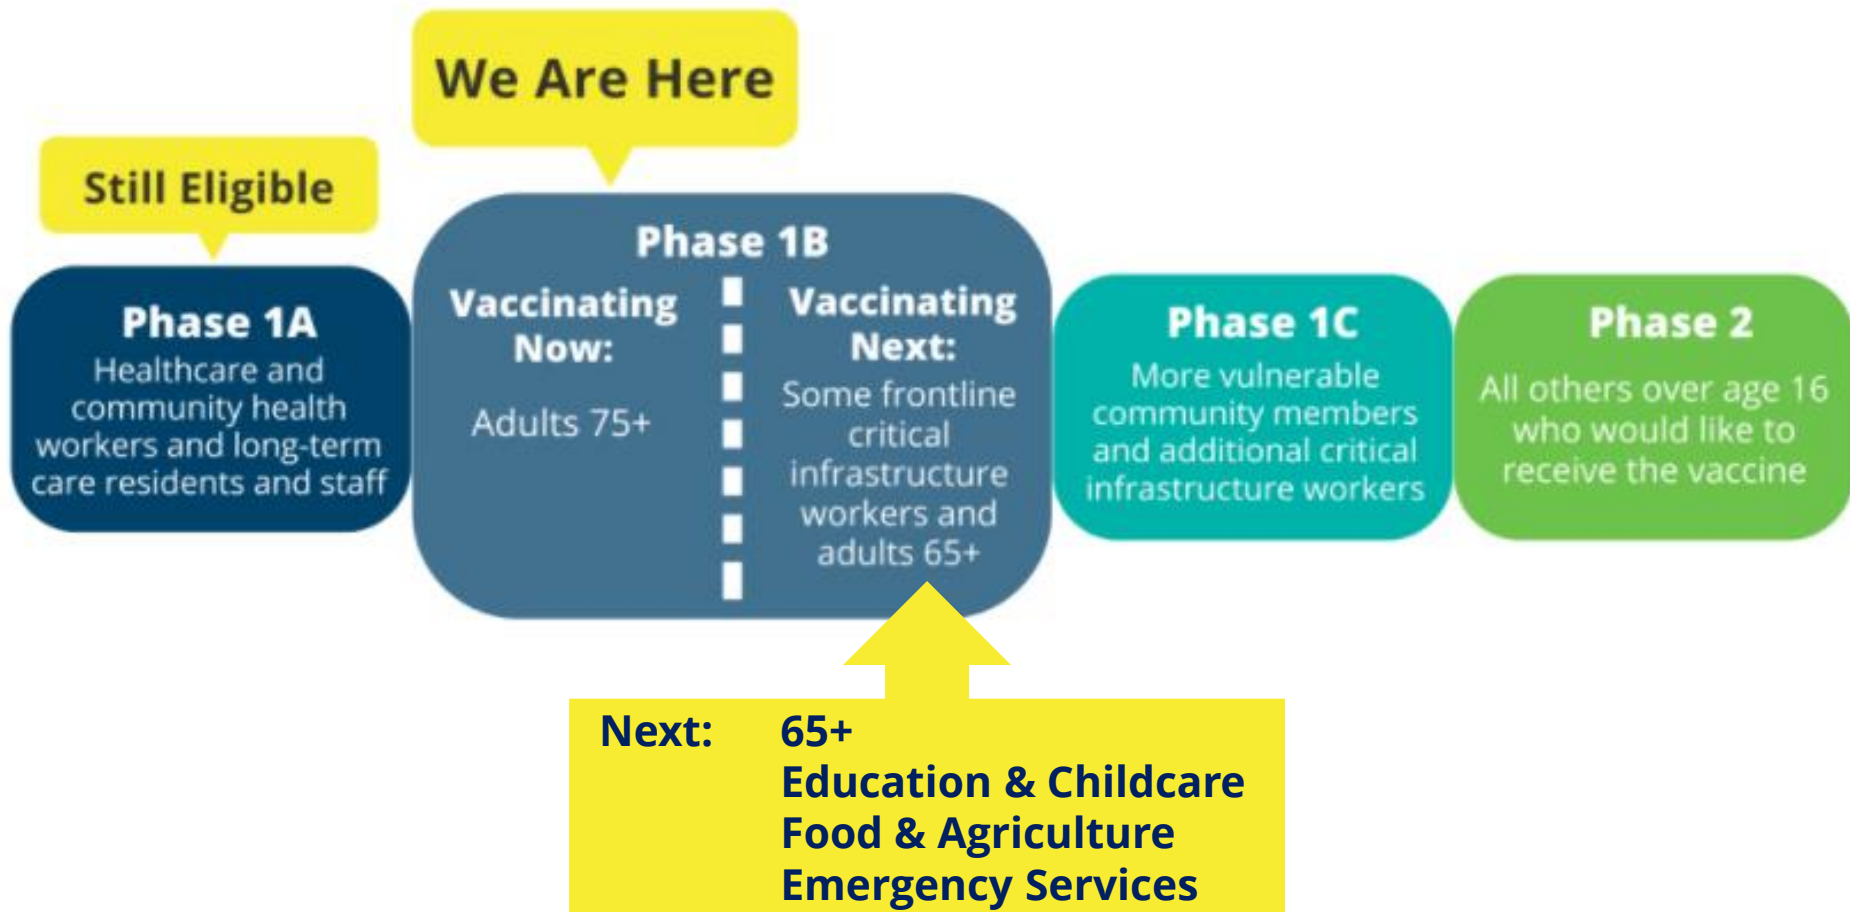 We Are Here
Still Eligible
Phase 1A
Healthcare and
community health
workers and long-term
care residents and staff
Phase 1B
Vaccinating
Now:
Adults 75+
Vaccinating
Next:
Some frontline
critical
infrastructure
workers and
adults 65+
Phase 1C
More vulnerable
community members
and additional critical
infrastructure workers
Phase 2
All others over age 16
who would like to
receive the vaccine
Next: 65+
Education & Childcare
Food & Agriculture
Emergency Services